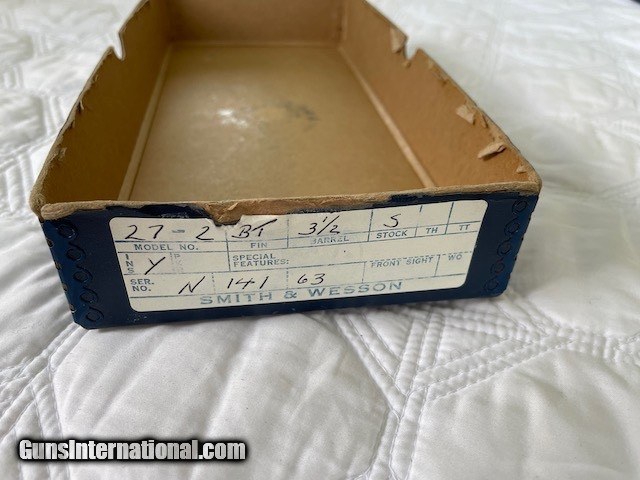 27-2 BT 3 1/2 S
MODEL NO. FIN BARREL STOCK TH TT
INS Y P SPECIAL FEATURES: FRONT SIGHT WO
SER. NO. N 141 63
SMITH & WESSON
GunsInternational.com